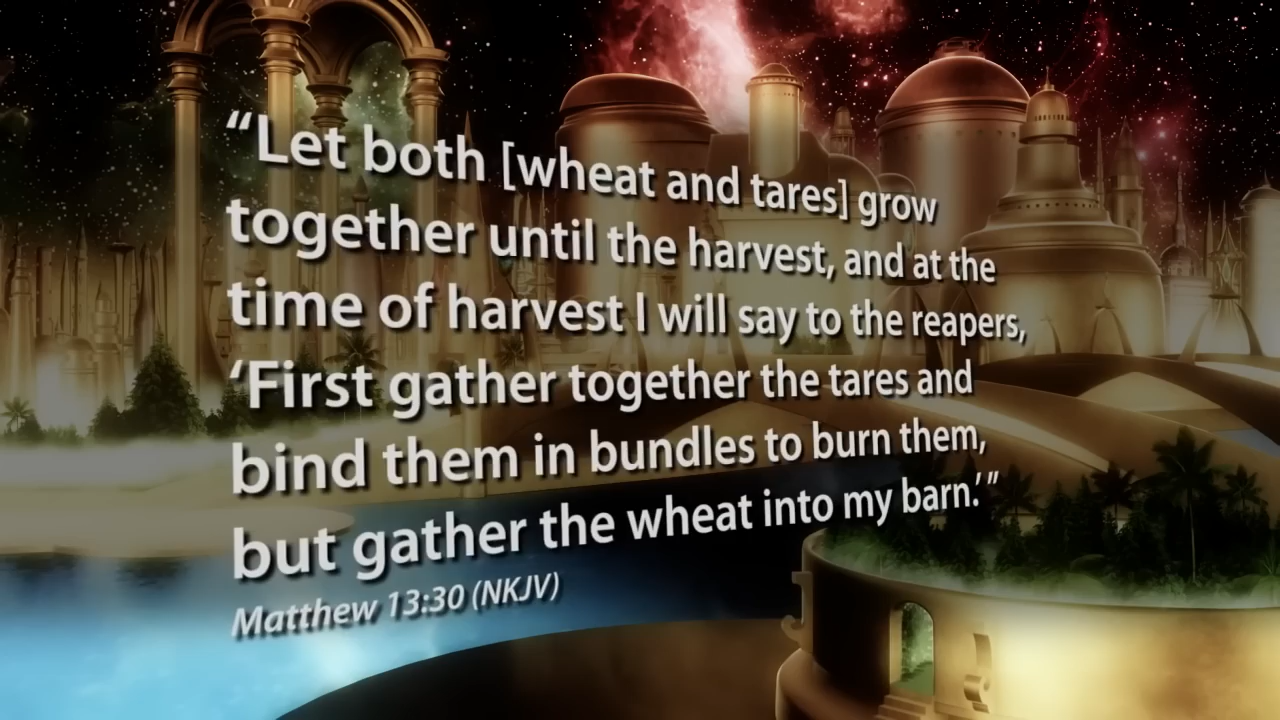 “Let both [wheat and tares] grow
together until the harvest, and at the
time of harvest I will say to the reapers,
‘First gather together the tares and
bind them in bundles to burn them,
but gather the wheat into my barn.’”
Matthew 13:30 (NKJV)